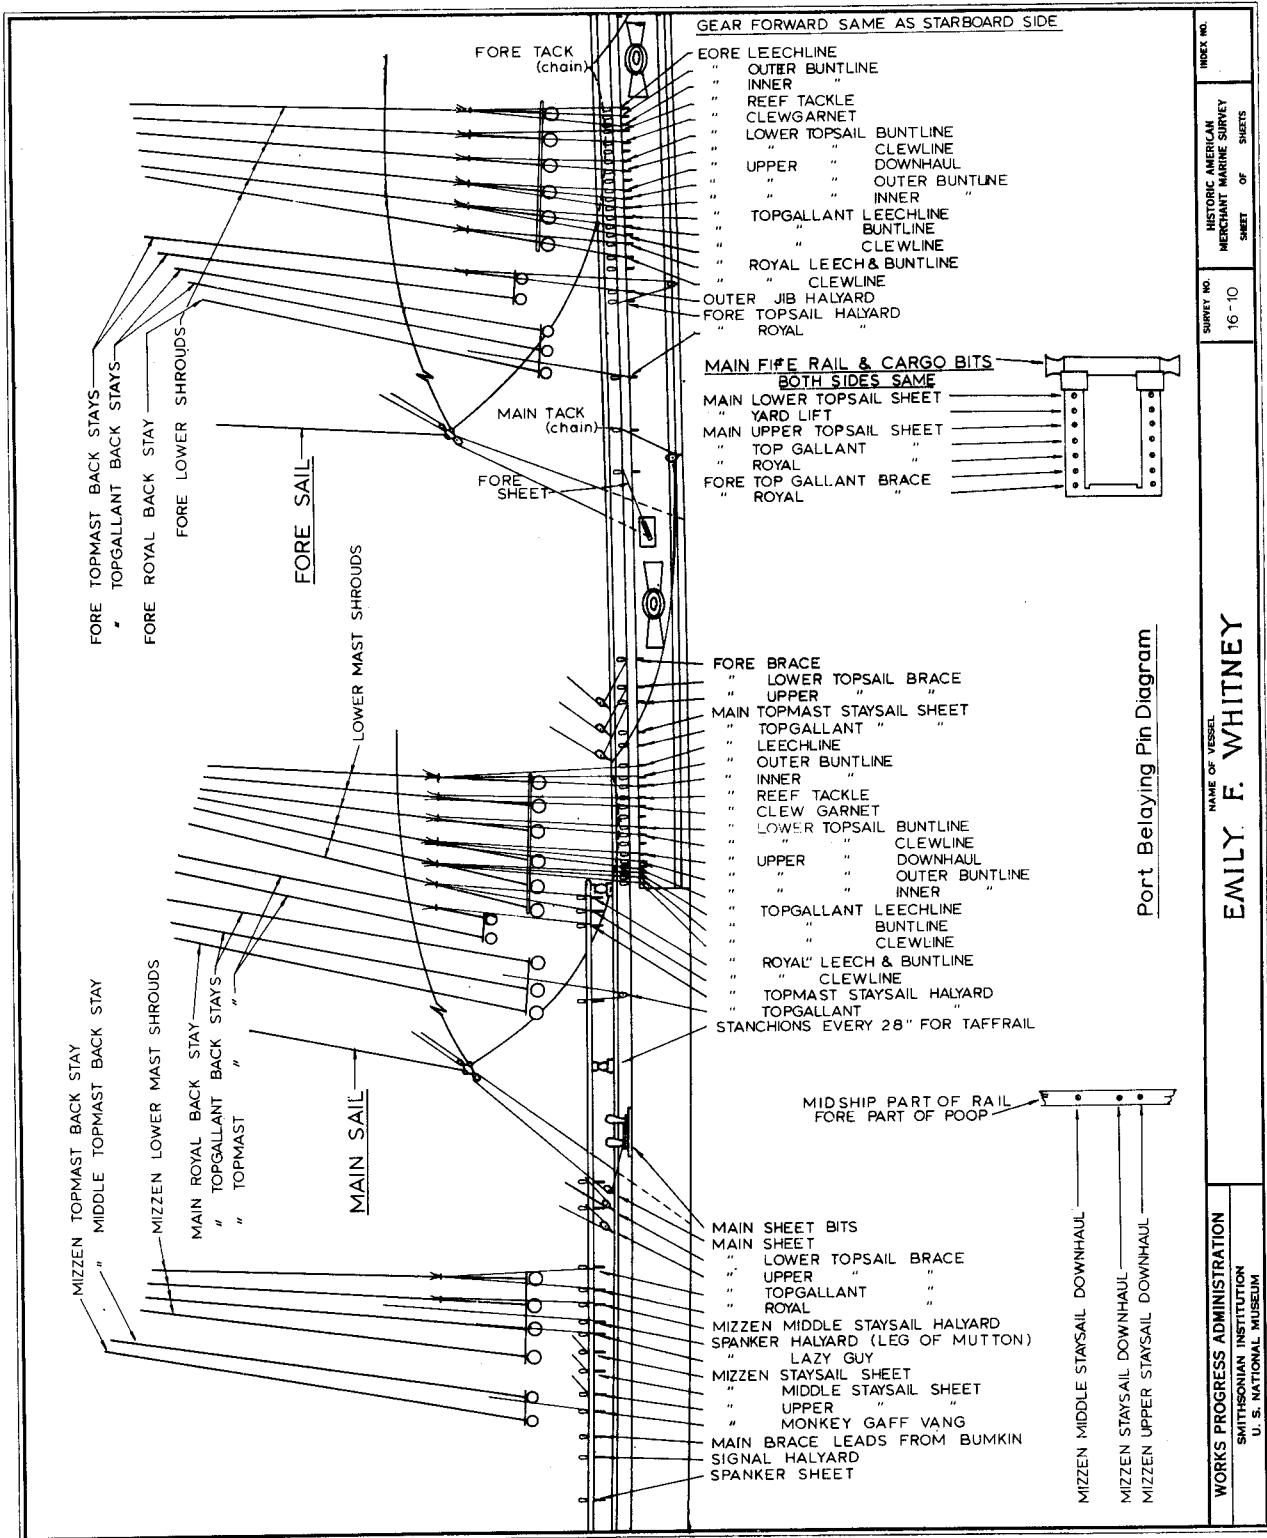 GEAR FORWARD SAME AS STARBOARD SIDE
FORE TACK
(chain)
EORE LEECHLINE
" OUTER BUNTLINE
" INNER "
" REEF TACKLE
" CLEWGARNET
" LOWER TOPSAIL BUNTLINE
" " " CLEWLINE
" UPPER " DOWNHAUL
" " " OUTER BUNTLINE
" " " INNER "
" TOPGALLANT LEECHLINE
" " BUNTLINE
" " CLEWLINE
" ROYAL LEECH & BUNTLINE
" " CLEWLINE
OUTER JIB HALYARD
FORE TOPSAIL HALYARD
" ROYAL "
MAIN FIFE RAIL & CARGO BITS
BOTH SIDES SAME
MAIN LOWER TOPSAIL SHEET
" YARD LIFT
MAIN UPPER TOPSAIL SHEET
" TOP GALLANT "
" ROYAL "
FORE TOP GALLANT BRACE
" ROYAL "
MAIN TACK
(chain)
FORE
SHEET
FORE BRACE
" LOWER TOPSAIL BRACE
" UPPER " "
MAIN TOPMAST STAYSAIL SHEET
" TOPGALLANT " "
" LEECHLINE
" OUTER BUNTLINE
" INNER "
" REEF TACKLE
" CLEW GARNET
" LOWER TOPSAIL BUNTLINE
" " " CLEWLINE
" UPPER " DOWNHAUL
" " " OUTER BUNTLINE
" " " INNER "
" TOPGALLANT LEECHLINE
" " BUNTLINE
" " CLEWLINE
" ROYAL" LEECH & BUNTLINE
" " CLEWLINE
" TOPMAST STAYSAIL HALYARD
" TOPGALLANT "
STANCHIONS EVERY 28" FOR TAFFRAIL
MIDSHIP PART OF RAIL
FORE PART OF POOP
MAIN SHEET BITS
MAIN SHEET
" LOWER TOPSAIL BRACE
" UPPER " "
" TOPGALLANT "
" ROYAL "
MIZZEN MIDDLE STAYSAIL HALYARD
SPANKER HALYARD (LEG OF MUTTON)
" LAZY GUY
MIZZEN STAYSAIL SHEET
" MIDDLE STAYSAIL SHEET
" UPPER " "
" MONKEY GAFF VANG
MAIN BRACE LEADS FROM BUMKIN
SIGNAL HALYARD
SPANKER SHEET
FORE TOPMAST BACK STAYS
" TOPGALLANT BACK STAYS
FORE ROYAL BACK STAY
FORE LOWER SHROUDS
FORE SAIL
LOWER MAST SHROUDS
MIZZEN TOPMAST BACK STAY
" MIDDLE TOPMAST BACK STAY
MIZZEN LOWER MAST SHROUDS
MAIN ROYAL BACK STAY
" TOPGALLANT BACK STAYS
" TOPMAST " "
MAIN SAIL
MIZZEN MIDDLE STAYSAIL DOWNHAUL
MIZZEN STAYSAIL DOWNHAUL
MIZZEN UPPER STAYSAIL DOWNHAUL
Port Belaying Pin Diagram
WORKS PROGRESS ADMINISTRATION
SMITHSONIAN INSTITUTION
U. S. NATIONAL MUSEUM
NAME OF VESSEL
EMILY. F. WHITNEY
SURVEY NO.
16-10
HISTORIC AMERICAN
MERCHANT MARINE SURVEY
SHEET OF SHEETS
INDEX NO.